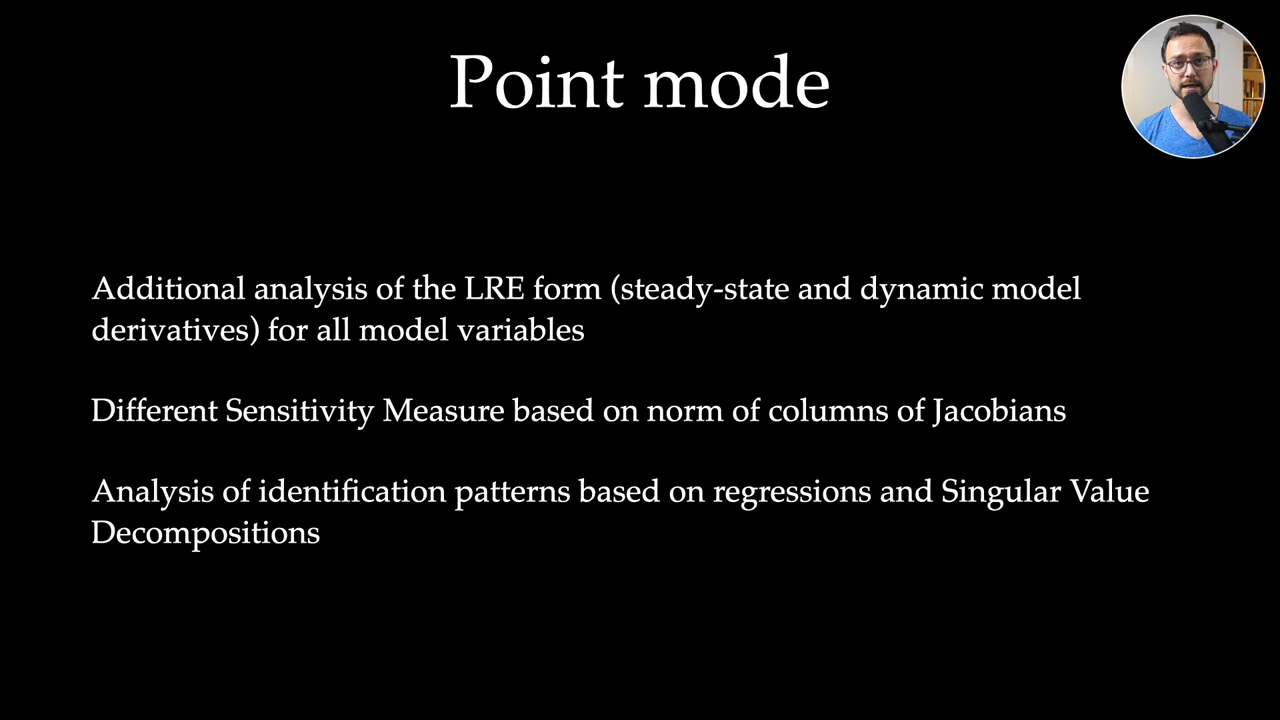 Point mode
Additional analysis of the LRE form (steady-state and dynamic model
derivatives) for all model variables
Different Sensitivity Measure based on norm of columns of Jacobians
Analysis of identification patterns based on regressions and Singular Value
Decompositions